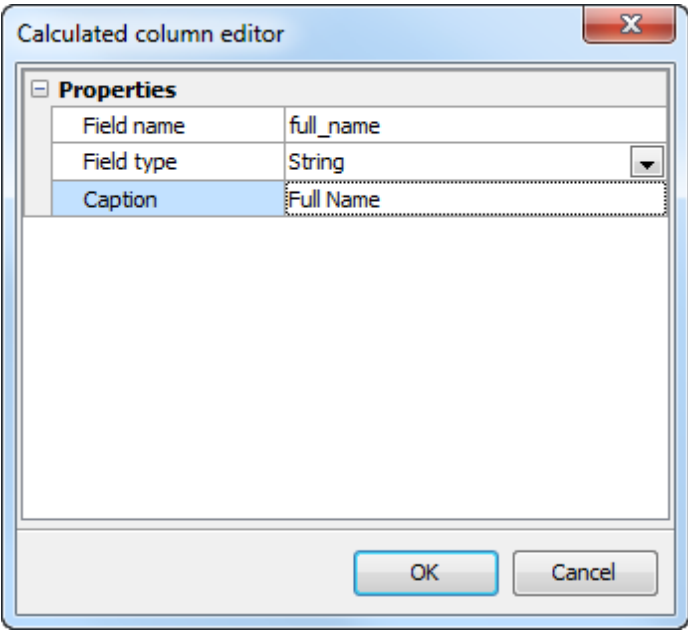 Calculated column editor
Properties
Field name full_name
Field type String
Caption Full Name
OK Cancel